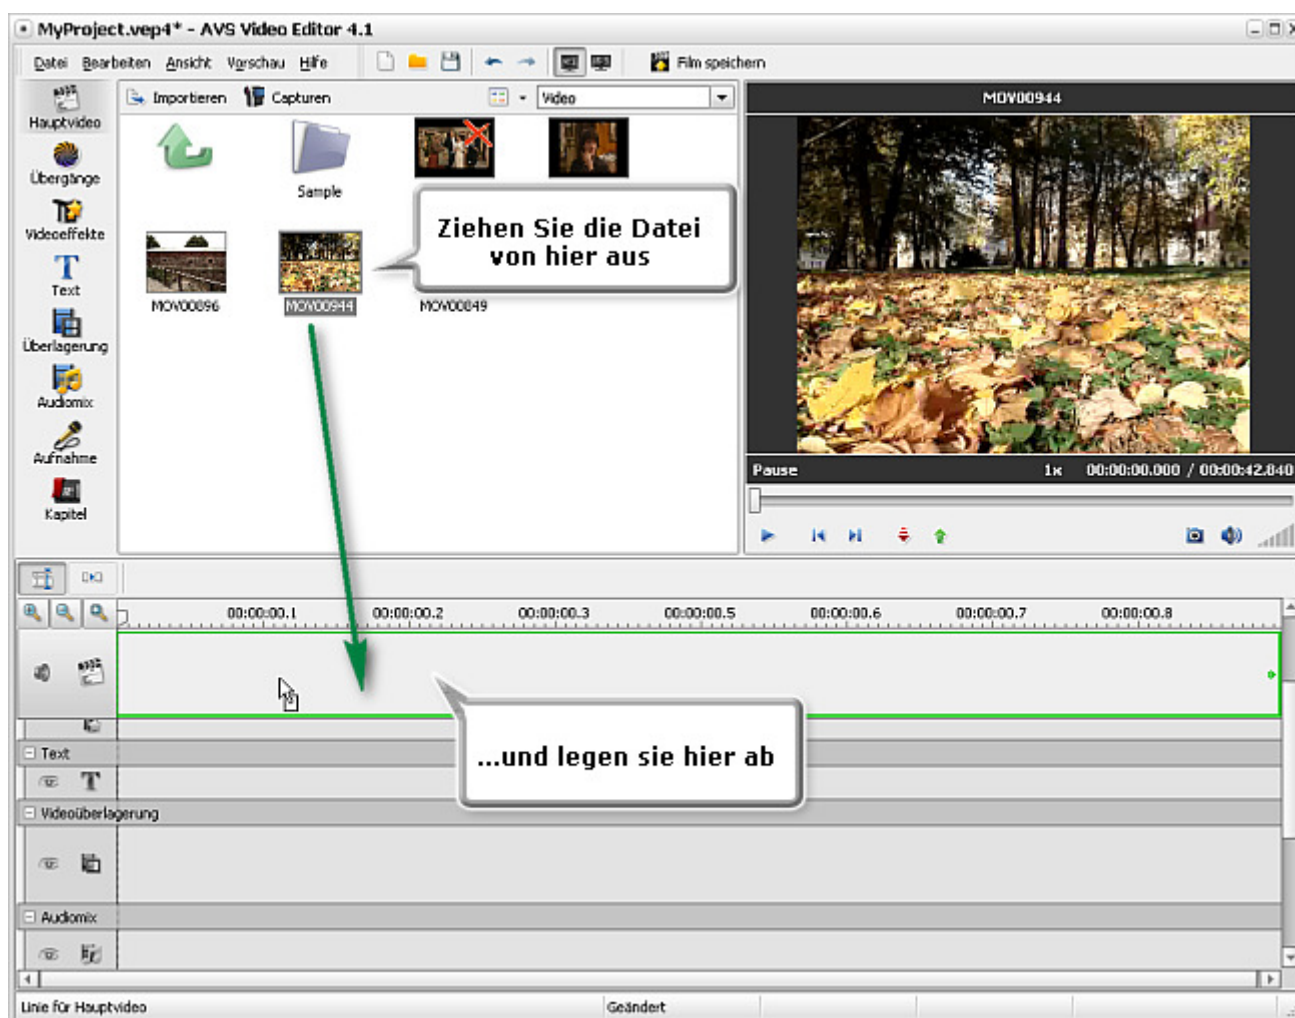 MyProject.vep4* - AVS Video Editor 4.1
Datei Bearbeiten Ansicht Vorschau Hilfe Film speichern
Hauptvideo
Übergänge
Videoeffekte
Text
Überlagerung
Audiomix
Aufnahme
Kapitel
Importieren Capturen Video
Sample
Ziehen Sie die Datei
von hier aus
MOV00896 MOV00944 MOV00849
MOV00944
Pause 1x 00:00:00.000 / 00:00:42.840
00:00:00.1 00:00:00.2 00:00:00.3 00:00:00.5 00:00:00.6 00:00:00.7 00:00:00.8
...und legen sie hier ab
Text
Videoüberlagerung
Audiomix
Linie für Hauptvideo Geändert